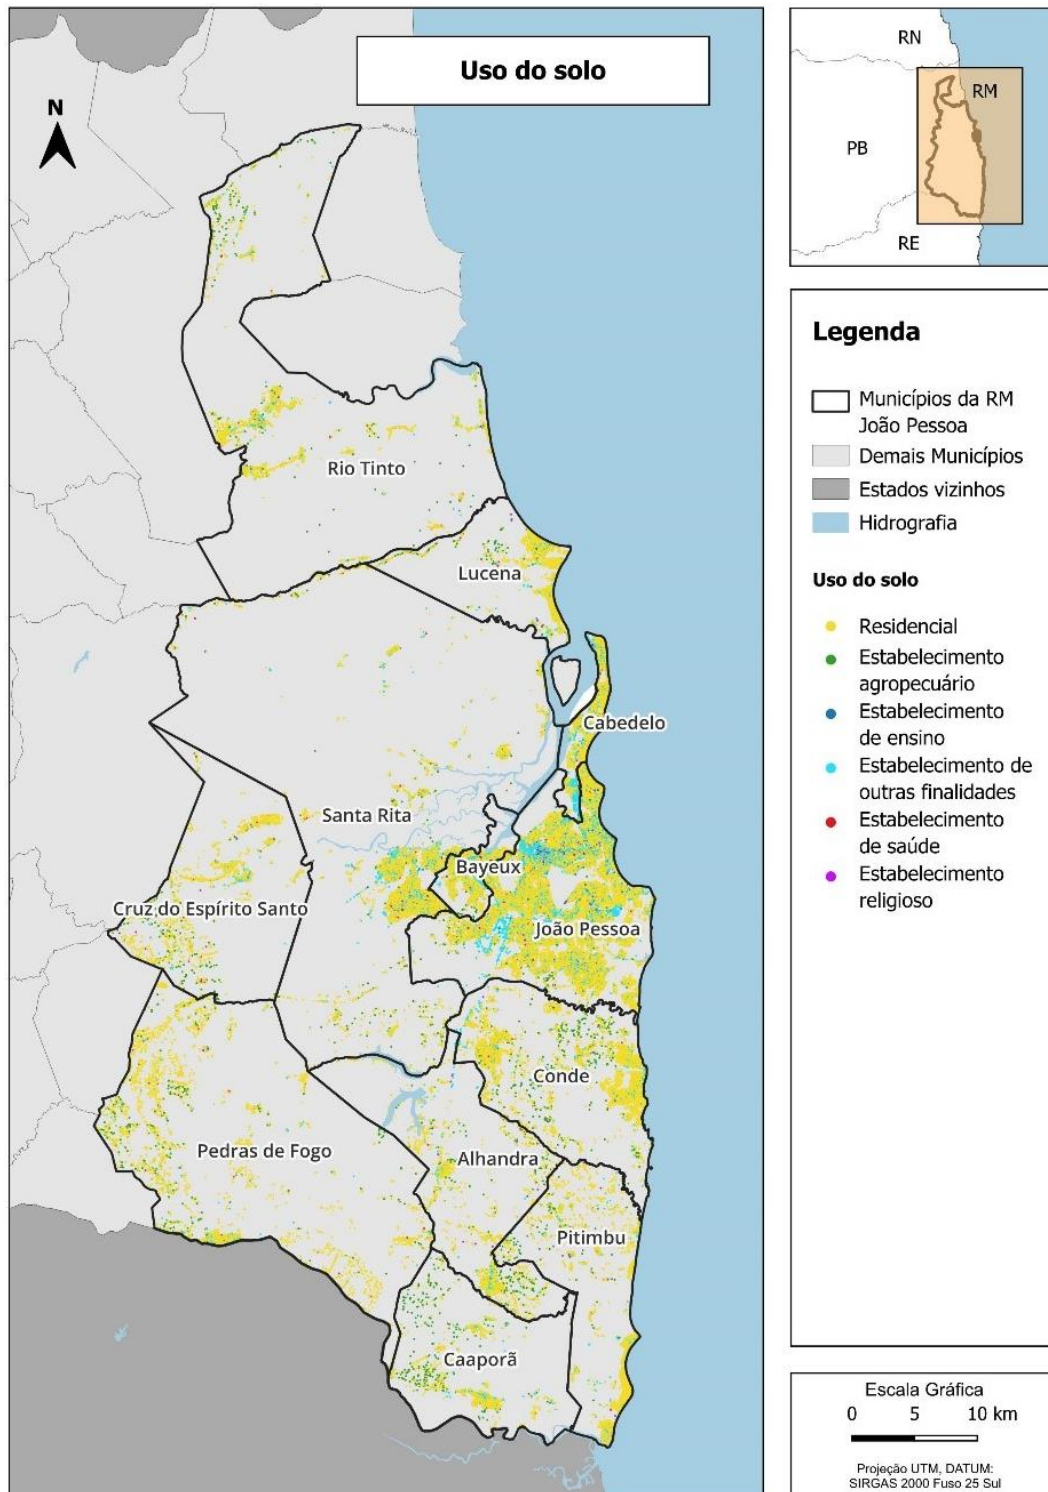 Uso do solo
N
Rio Tinto
Lucena
Cabedelo
Santa Rita
Bayeux
Cruz do Espírito Santo
João Pessoa
Conde
Pedras de Fogo
Alhandra
Pitimbu
Caaporã
RN
RM
PB
RE
Legenda
Municípios da RM
João Pessoa
Demais Municípios
Estados vizinhos
Hidrografia
Uso do solo
Residencial
Estabelecimento
agropecuário
Estabelecimento
de ensino
Estabelecimento de
outras finalidades
Estabelecimento
de saúde
Estabelecimento
religioso
Escala Gráfica
0 5 10 km
Projeção UTM, DATUM:
SIRGAS 2000 Fuso 25 Sul